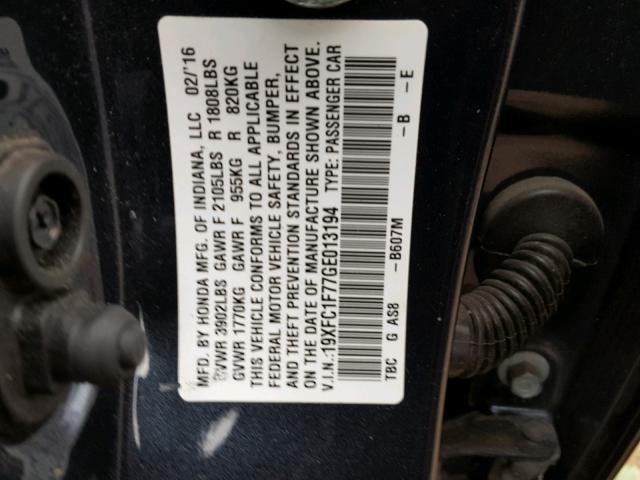 MFD. BY HONDA MFG. OF INDIANA, LLC 02/'16
GVWR 3902LBS GAWR F 2105LBS R 1808LBS
GVWR 1770KG GAWR F 955KG R 820KG
THIS VEHICLE CONFORMS TO ALL APPLICABLE
FEDERAL MOTOR VEHICLE SAFETY, BUMPER,
AND THEFT PREVENTION STANDARDS IN EFFECT
ON THE DATE OF MANUFACTURE SHOWN ABOVE.
V.I.N.:19XFC1F77GE013194 TYPE: PASSENGER CAR
TBC G AS8 -B607M -B -E